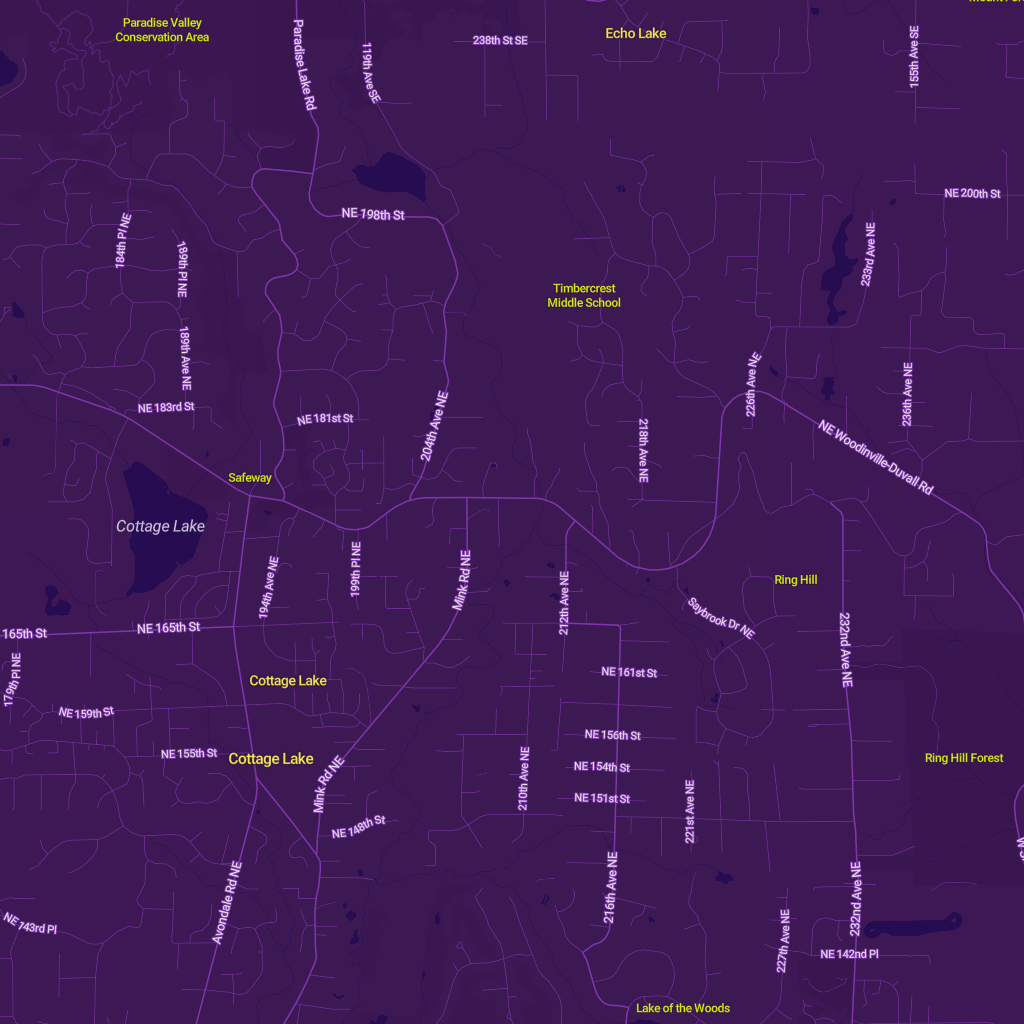 Paradise Valley
Conservation Area
Paradise Lake Rd
119th Ave SE
238th St SE
Echo Lake
155th Ave SE
NE 200th St
184th Pl NE
189th Pl NE
NE 198th St
233rd Ave NE
Timbercrest
Middle School
189th Ave NE
226th Ave NE
236th Ave NE
NE 183rd St
NE 181st St
204th Ave NE
218th Ave NE
NE Woodinville-Duvall Rd
Safeway
Cottage Lake
194th Ave NE
199th Pl NE
Mink Rd NE
212th Ave NE
Ring Hill
Saybrook Dr NE
165th St
NE 165th St
232nd Ave NE
179th Pl NE
Cottage Lake
NE 161st St
NE 159th St
NE 156th St
NE 155th St
Cottage Lake
NE 154th St
Ring Hill Forest
Mink Rd NE
210th Ave NE
NE 151st St
221st Ave NE
NE 148th St
Avondale Rd NE
216th Ave NE
232nd Ave NE
NE 143rd Pl
227th Ave NE
NE 142nd Pl
Lake of the Woods